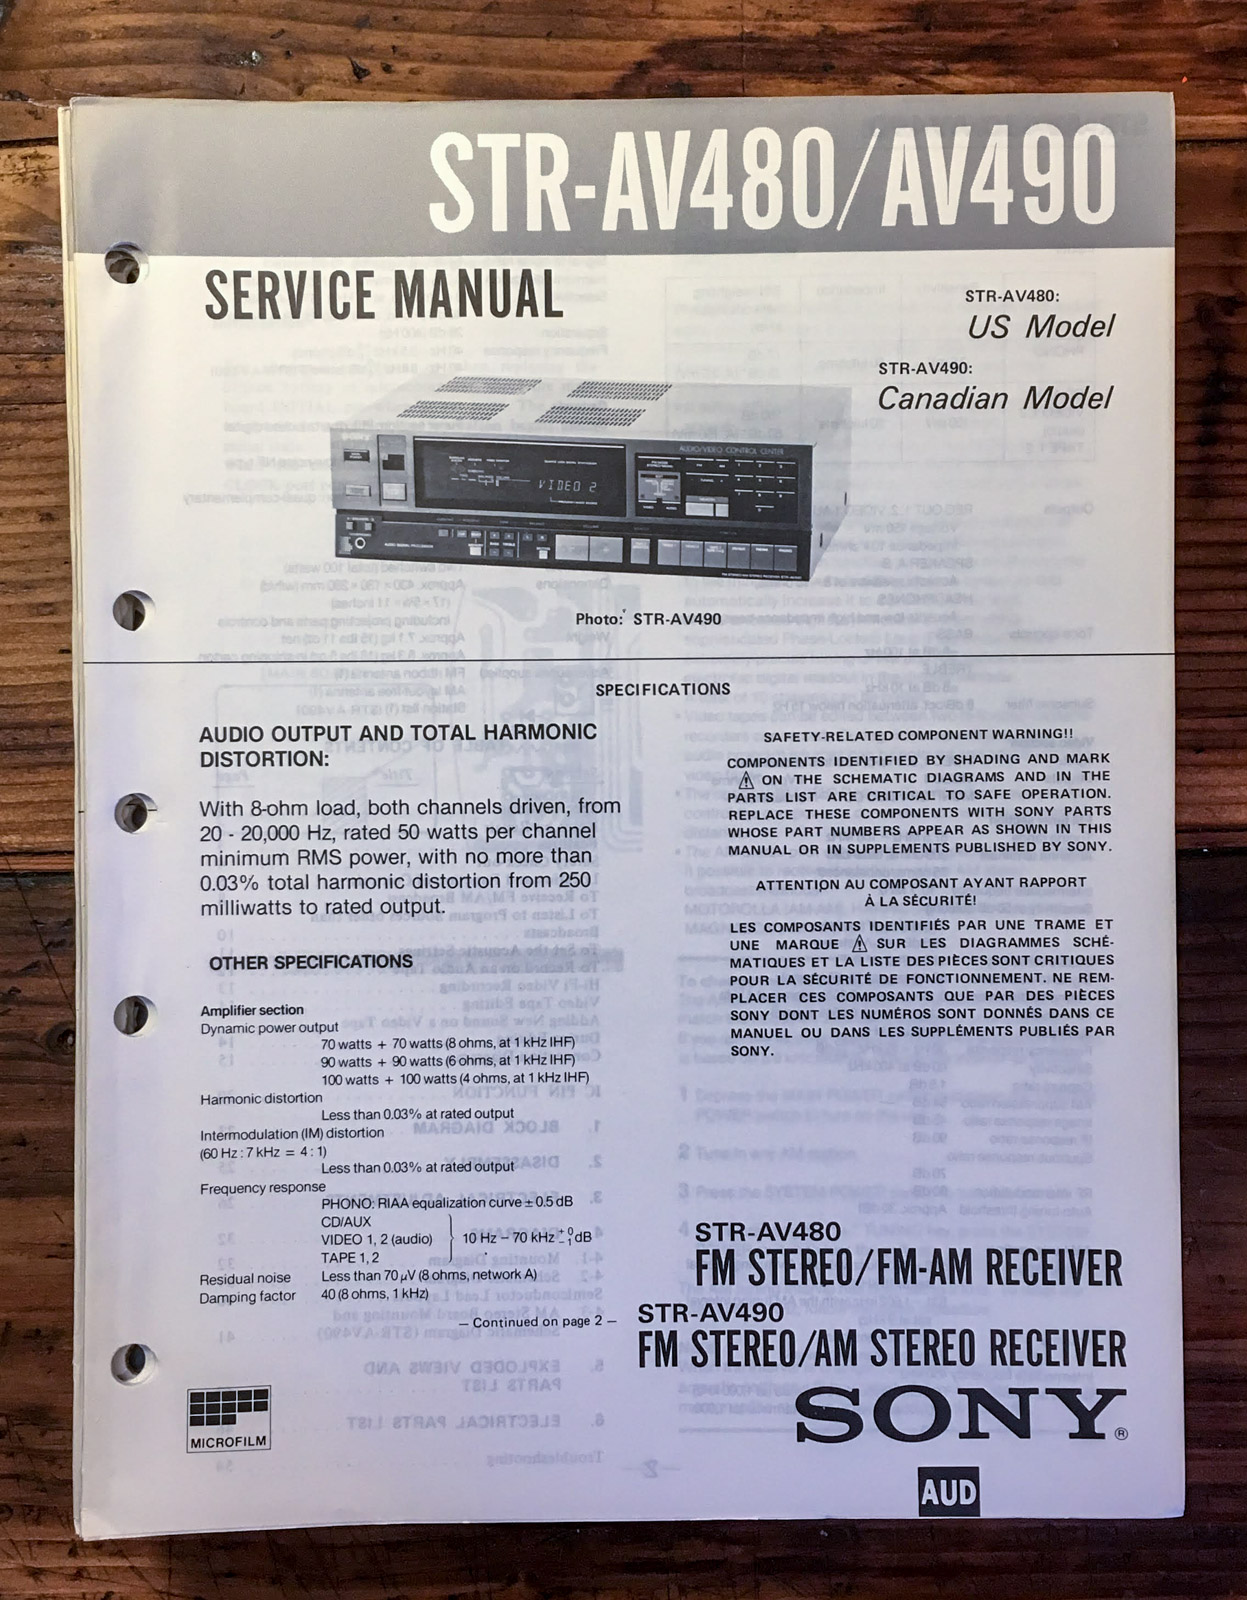 STR-AV480/AV490
SERVICE MANUAL
STR-AV480:
US Model
STR-AV490:
Canadian Model
AUDIO/VIDEO CONTROL CENTER
VIDEO 2
Photo: STR-AV490
SPECIFICATIONS
AUDIO OUTPUT AND TOTAL HARMONIC
DISTORTION:
With 8-ohm load, both channels driven, from
20 - 20,000 Hz, rated 50 watts per channel
minimum RMS power, with no more than
0.03% total harmonic distortion from 250
milliwatts to rated output.
OTHER SPECIFICATIONS
Amplifier section
Dynamic power output
70 watts + 70 watts (8 ohms, at 1 kHz IHF)
90 watts + 90 watts (6 ohms, at 1 kHz IHF)
100 watts + 100 watts (4 ohms, at 1 kHz IHF)
Harmonic distortion
Less than 0.03% at rated output
Intermodulation (IM) distortion
(60 Hz : 7 kHz = 4 : 1)
Less than 0.03% at rated output
Frequency response
PHONO: RIAA equalization curve ± 0.5 dB
CD/AUX
VIDEO 1, 2 (audio) 10 Hz – 70 kHz +0 −1 dB
TAPE 1, 2
Residual noise Less than 70 μV (8 ohms, network A)
Damping factor 40 (8 ohms, 1 kHz)
— Continued on page 2 —
SAFETY-RELATED COMPONENT WARNING!!
COMPONENTS IDENTIFIED BY SHADING AND MARK
⚠ ON THE SCHEMATIC DIAGRAMS AND IN THE
PARTS LIST ARE CRITICAL TO SAFE OPERATION.
REPLACE THESE COMPONENTS WITH SONY PARTS
WHOSE PART NUMBERS APPEAR AS SHOWN IN THIS
MANUAL OR IN SUPPLEMENTS PUBLISHED BY SONY.
ATTENTION AU COMPOSANT AYANT RAPPORT
À LA SÉCURITÉ!
LES COMPOSANTS IDENTIFIÉS PAR UNE TRAME ET
UNE MARQUE ⚠ SUR LES DIAGRAMMES SCHÉ-
MATIQUES ET LA LISTE DES PIÈCES SONT CRITIQUES
POUR LA SÉCURITÉ DE FONCTIONNEMENT. NE REM-
PLACER CES COMPOSANTS QUE PAR DES PIÈCES
SONY DONT LES NUMÉROS SONT DONNÉS DANS CE
MANUEL OU DANS LES SUPPLÉMENTS PUBLIÉS PAR
SONY.
STR-AV480
FM STEREO/FM-AM RECEIVER
STR-AV490
FM STEREO/AM STEREO RECEIVER
SONY®
MICROFILM
AUD